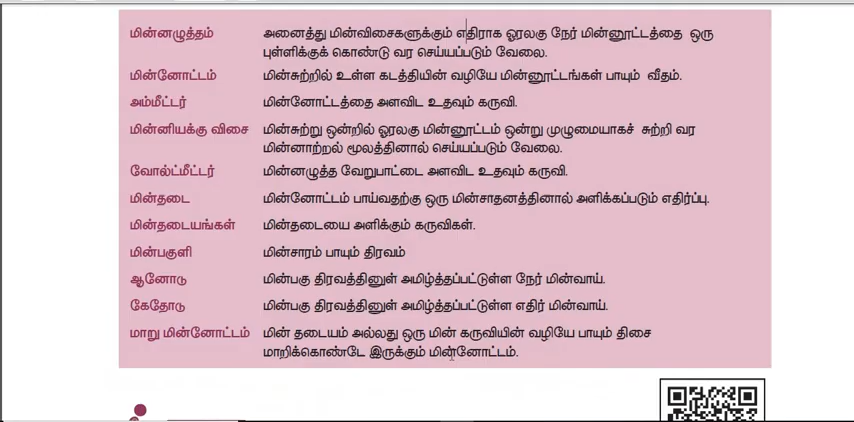 மின்னழுத்தம் அனைத்து மின்விசைகளுக்கும் எதிராக ஓரலகு நேர் மின்னூட்டத்தை ஒரு
புள்ளிக்குக் கொண்டு வர செய்யப்படும் வேலை.
மின்னோட்டம் மின்சுற்றில் உள்ள கடத்தியின் வழியே மின்னூட்டங்கள் பாயும் வீதம்.
அம்மீட்டர் மின்னோட்டத்தை அளவிட உதவும் கருவி.
மின்னியக்கு விசை மின்சுற்று ஒன்றில் ஓரலகு மின்னூட்டம் ஒன்று முழுமையாகச் சுற்றி வர
மின்னாற்றல் மூலத்தினால் செய்யப்படும் வேலை.
வோல்ட்மீட்டர் மின்னழுத்த வேறுபாட்டை அளவிட உதவும் கருவி.
மின்தடை மின்னோட்டம் பாய்வதற்கு ஒரு மின்சாதனத்தினால் அளிக்கப்படும் எதிர்ப்பு.
மின்தடையங்கள் மின்தடையை அளிக்கும் கருவிகள்.
மின்பகுளி மின்சாரம் பாயும் திரவம்
ஆனோடு மின்பகு திரவத்தினுள் அமிழ்த்தப்பட்டுள்ள நேர் மின்வாய்.
கேதோடு மின்பகு திரவத்தினுள் அமிழ்த்தப்பட்டுள்ள எதிர் மின்வாய்.
மாறு மின்னோட்டம் மின் தடையம் அல்லது ஒரு மின் கருவியின் வழியே பாயும் திசை
மாறிக்கொண்டே இருக்கும் மின்னோட்டம்.